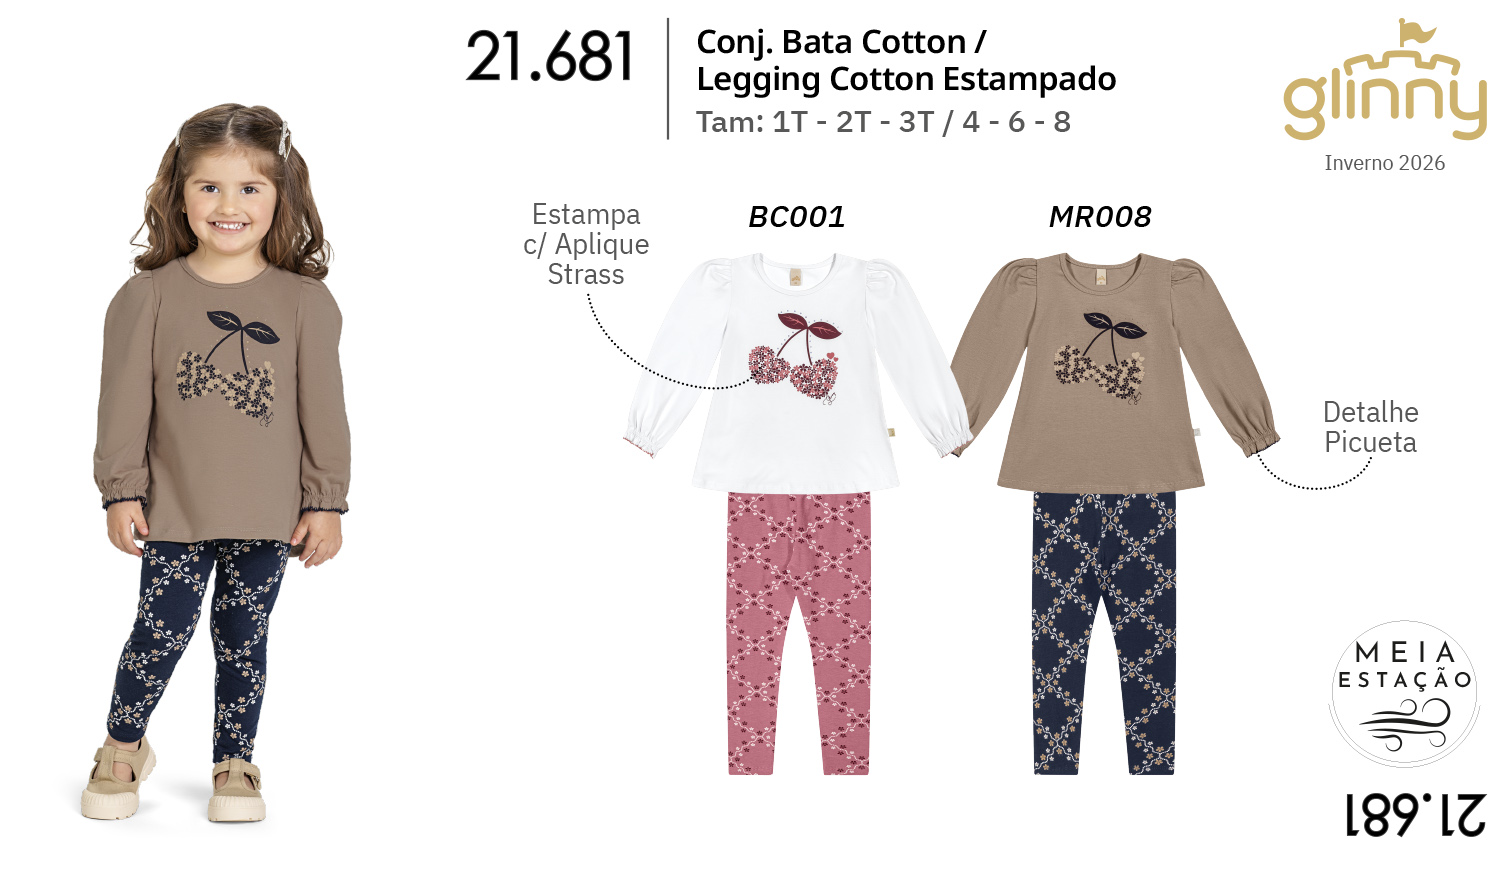 21.681
Conj. Bata Cotton /
Legging Cotton Estampado
Tam: 1T - 2T - 3T / 4 - 6 - 8
glinny
Inverno 2026
Estampa
c/ Aplique
Strass
BC001
MR008
Detalhe
Picueta
MEIA
ESTAÇÃO
21.681